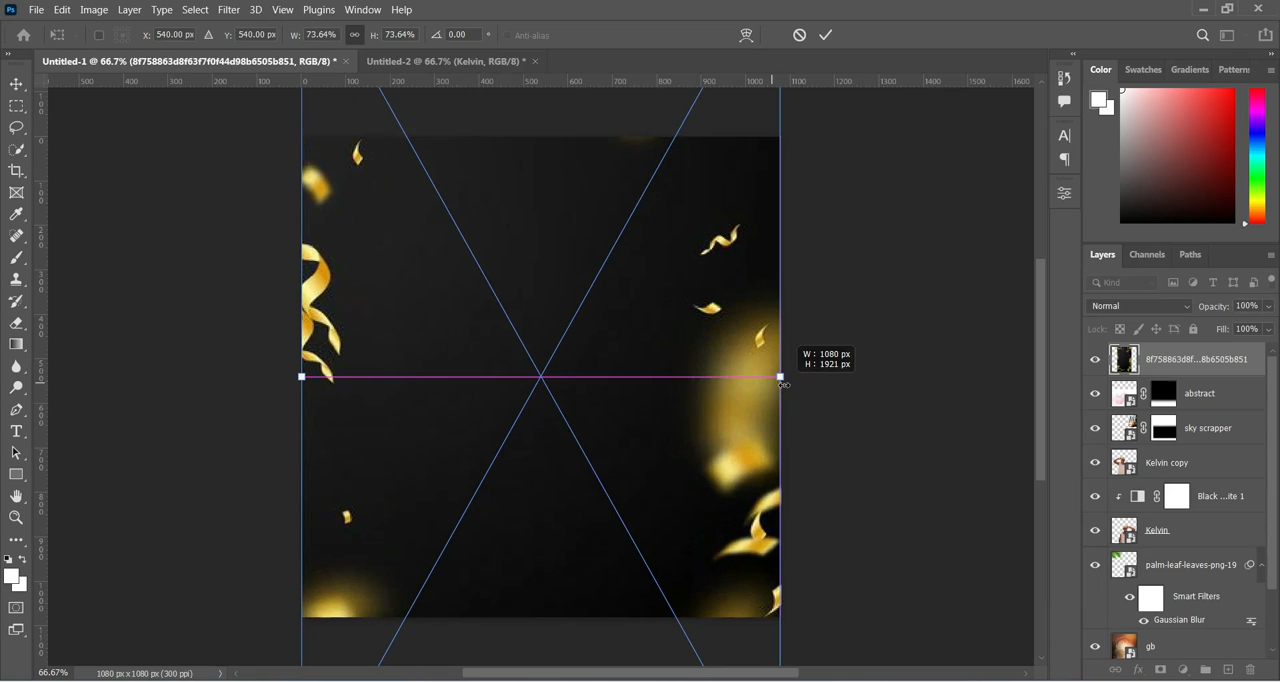 Ps File Edit Image Layer Type Select Filter 3D View Plugins Window Help
X: 540.00 px Y: 540.00 px W: 73.64% H: 73.64% 0.00 ° Anti-alias
Untitled-1 @ 66.7% (8f758863d8f63f7f0f44d98b6505b851, RGB/8) * × Untitled-2 @ 66.7% (Kelvin, RGB/8) * ×
Color Swatches Gradients Pattern
500 400 300 200 100 0 100 200 300 400 500 600 700 800 900 1000 1100 1200 1300 1400 1500 1600
W : 1080 px
H : 1921 px
Layers Channels Paths
Kind
Normal Opacity: 100%
Lock: Fill: 100%
8f758863d8f...8b6505b851
abstract
sky scrapper
Kelvin copy
Black ...ite 1
Kelvin
palm-leaf-leaves-png-19
Smart Filters
Gaussian Blur
gb
66.67% 1080 px x 1080 px (300 ppi)